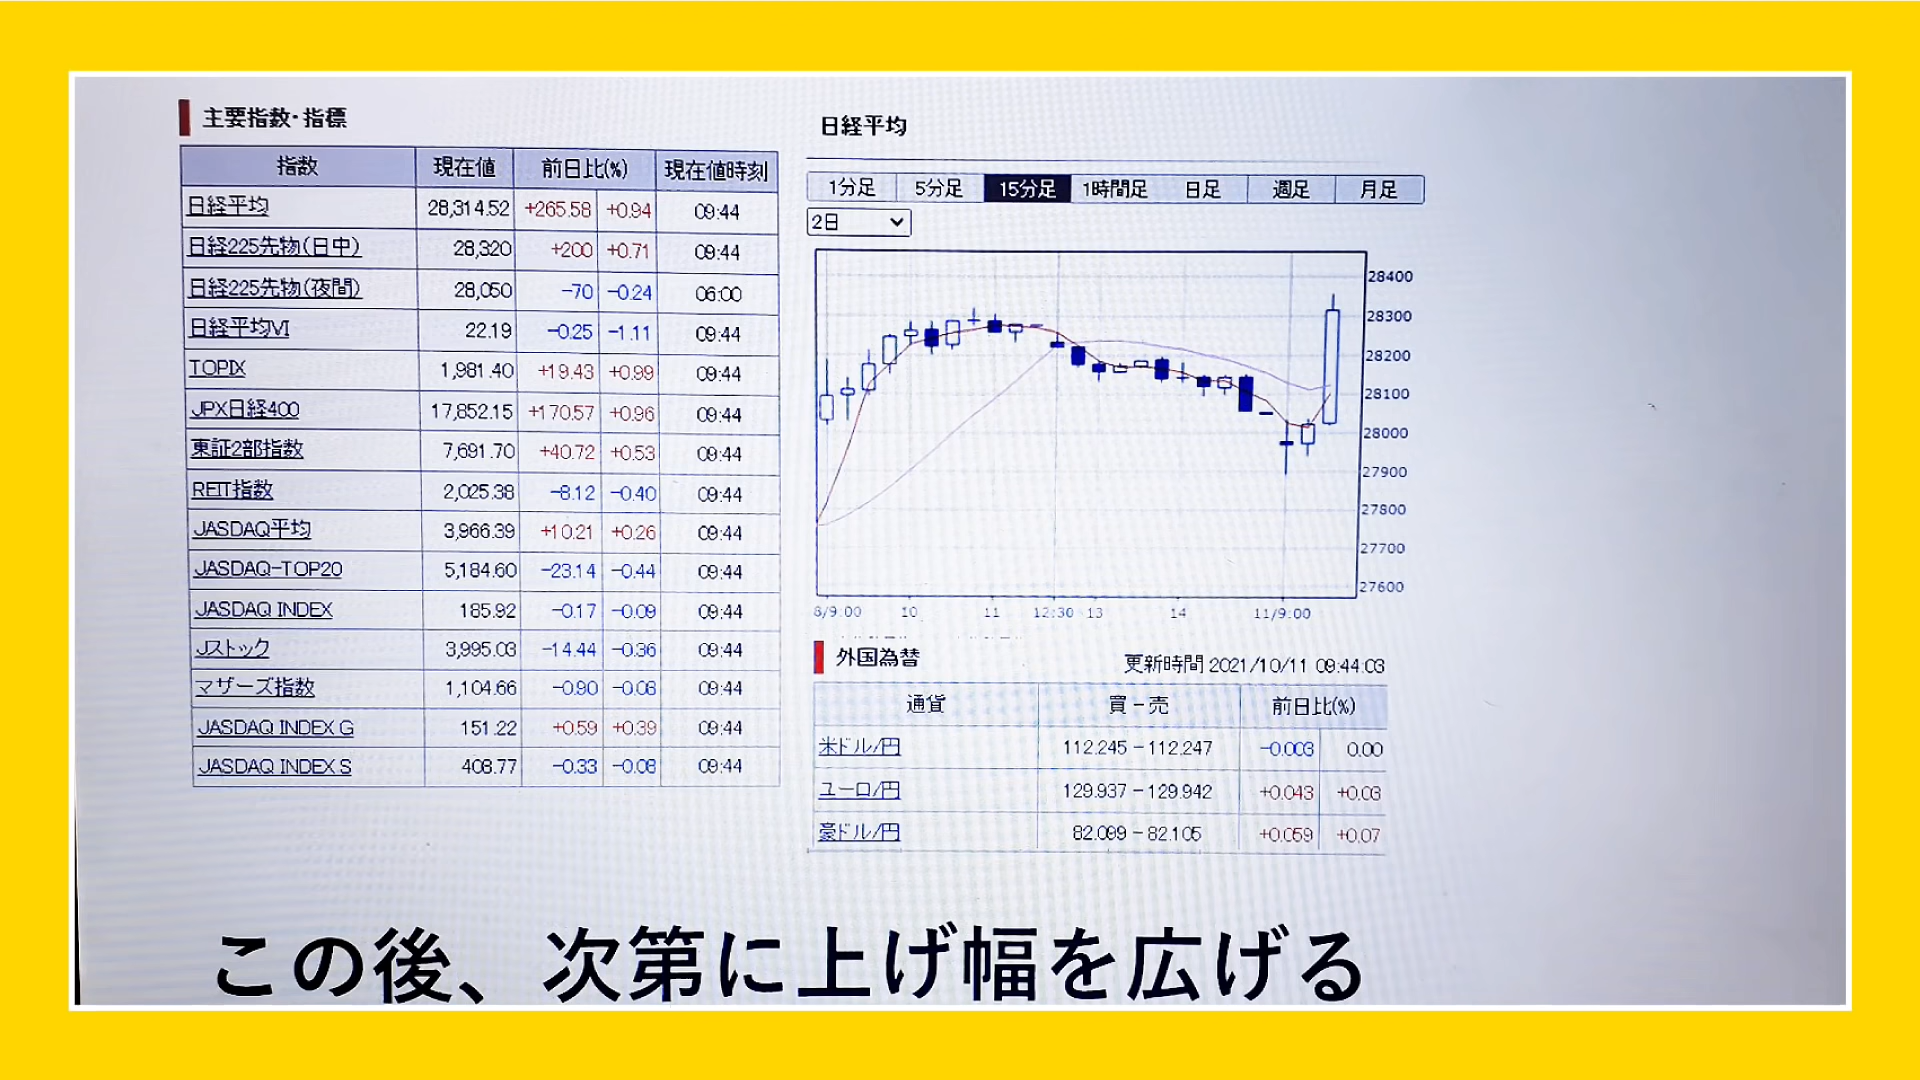 主要指数・指標
指数 現在値 前日比(%) 現在値時刻
日経平均 28,314.52 +265.58 +0.94 09:44
日経225先物(日中) 28,320 +200 +0.71 09:44
日経225先物(夜間) 28,050 -70 -0.24 06:00
日経平均VI 22.19 -0.25 -1.11 09:44
TOPIX 1,981.40 +19.43 +0.99 09:44
JPX日経400 17,852.15 +170.57 +0.96 09:44
東証2部指数 7,691.70 +40.72 +0.53 09:44
REIT指数 2,025.38 -8.12 -0.40 09:44
JASDAQ平均 3,966.39 +10.21 +0.26 09:44
JASDAQ-TOP20 5,184.60 -23.14 -0.44 09:44
JASDAQ INDEX 185.92 -0.17 -0.09 09:44
Jストック 3,995.03 -14.44 -0.36 09:44
マザーズ指数 1,104.66 -0.90 -0.08 09:44
JASDAQ INDEX G 151.22 +0.59 +0.39 09:44
JASDAQ INDEX S 408.77 -0.33 -0.08 09:44
日経平均
1分足 5分足 15分足 1時間足 日足 週足 月足
2日
28400
28300
28200
28100
28000
27900
27800
27700
27600
8/9:00 10 11 12:30 13 14 11/9:00
外国為替 更新時間 2021/10/11 09:44:03
通貨 買-売 前日比(%)
米ドル/円 112.245-112.247 -0.003 0.00
ユーロ/円 129.937-129.942 +0.043 +0.03
豪ドル/円 82.099-82.105 +0.059 +0.07
この後、次第に上げ幅を広げる